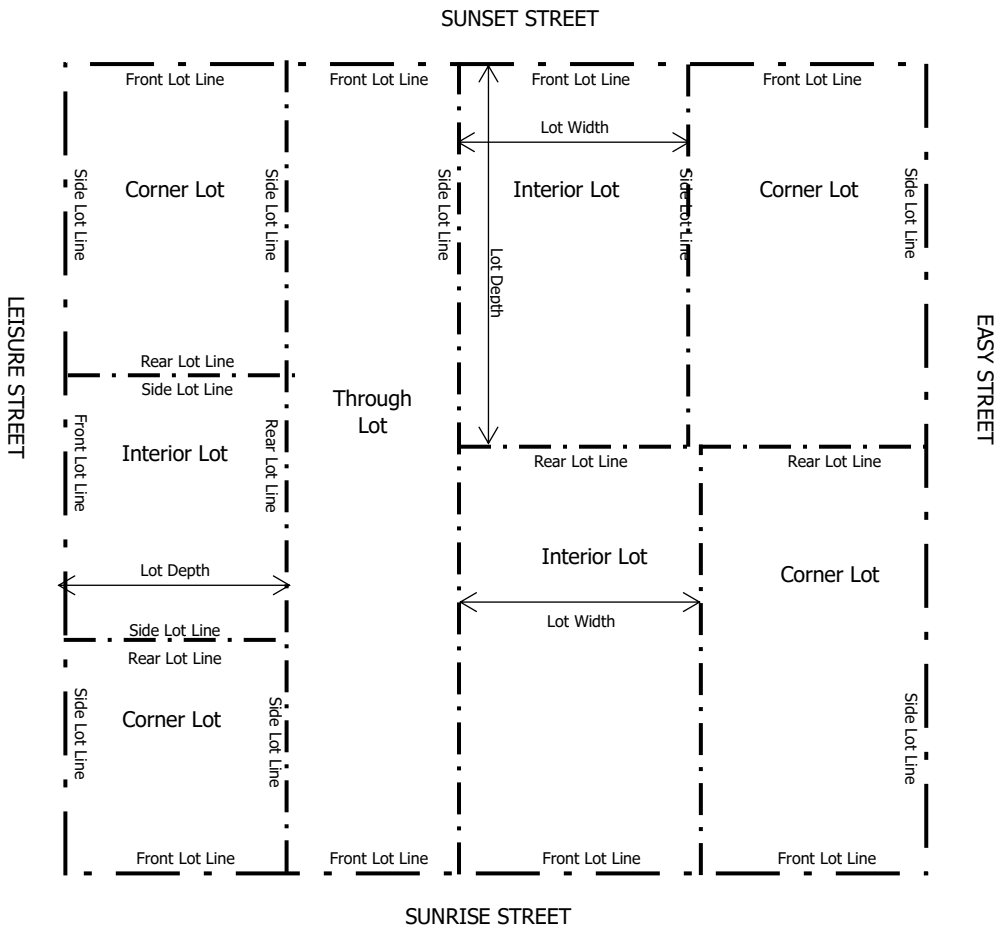 SUNSET STREET
Front Lot Line
Front Lot Line
Front Lot Line
Front Lot Line
Lot Width
Side Lot Line
Corner Lot
Side Lot Line
Side Lot Line
Interior Lot
Side Lot Line
Corner Lot
Side Lot Line
Lot Depth
LEISURE STREET
EASY STREET
Rear Lot Line
Side Lot Line
Through
Lot
Front Lot Line
Interior Lot
Rear Lot Line
Rear Lot Line
Rear Lot Line
Interior Lot
Lot Depth
Corner Lot
Lot Width
Side Lot Line
Rear Lot Line
Side Lot Line
Corner Lot
Side Lot Line
Side Lot Line
Front Lot Line
Front Lot Line
Front Lot Line
Front Lot Line
SUNRISE STREET